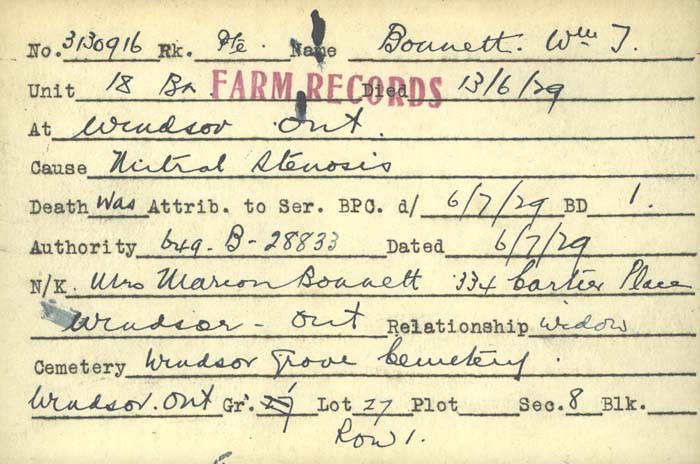 No. 3130916 Rk. Pte. Name Bonnett. Wm T.
Unit 18 Bn. FARM RECORDS Died 13/6/29
At Windsor Ont.
Cause Mitral Stenosis
Death Was Attrib. to Ser. BPC. d/ 6/7/29 BD 1.
Authority 649-B-28833 Dated 6/7/29
N/K. Mrs Marion Bonnett 334 Cartier Place
Windsor - Ont Relationship widow
Cemetery Windsor Grove Cemetery.
Windsor. Ont Gr. Lot 27 Plot Sec. 8 Blk.
Row 1.